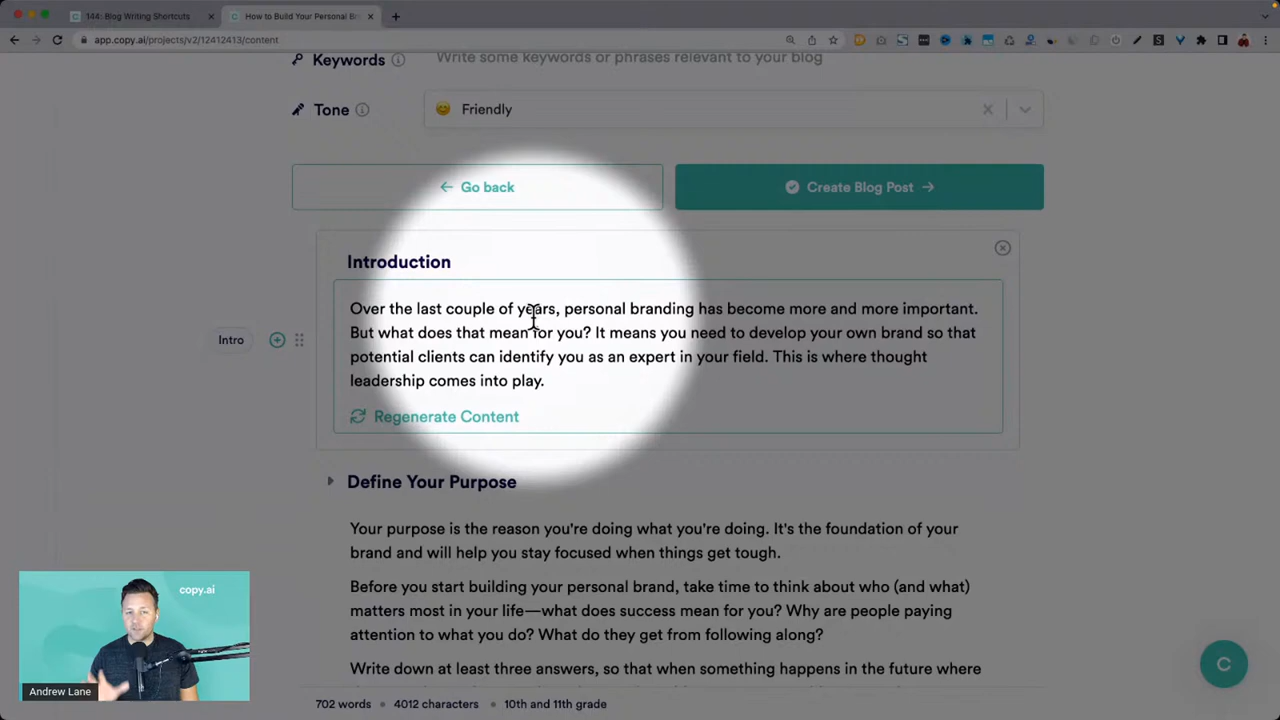 144: Blog Writing Shortcuts
How to Build Your Personal Br
app.copy.ai/projects/v2/12412413/content
Keywords
Write some keywords or phrases relevant to your blog
Tone
Friendly
Go back
Create Blog Post
Introduction
Over the last couple of years, personal branding has become more and more important.
But what does that mean for you? It means you need to develop your own brand so that
potential clients can identify you as an expert in your field. This is where thought
leadership comes into play.
Intro
Regenerate Content
Define Your Purpose
Your purpose is the reason you're doing what you're doing. It's the foundation of your
brand and will help you stay focused when things get tough.
Before you start building your personal brand, take time to think about who (and what)
matters most in your life—what does success mean for you? Why are people paying
attention to what you do? What do they get from following along?
Write down at least three answers, so that when something happens in the future where
copy.ai
Andrew Lane
C
702 words
4012 characters
10th and 11th grade